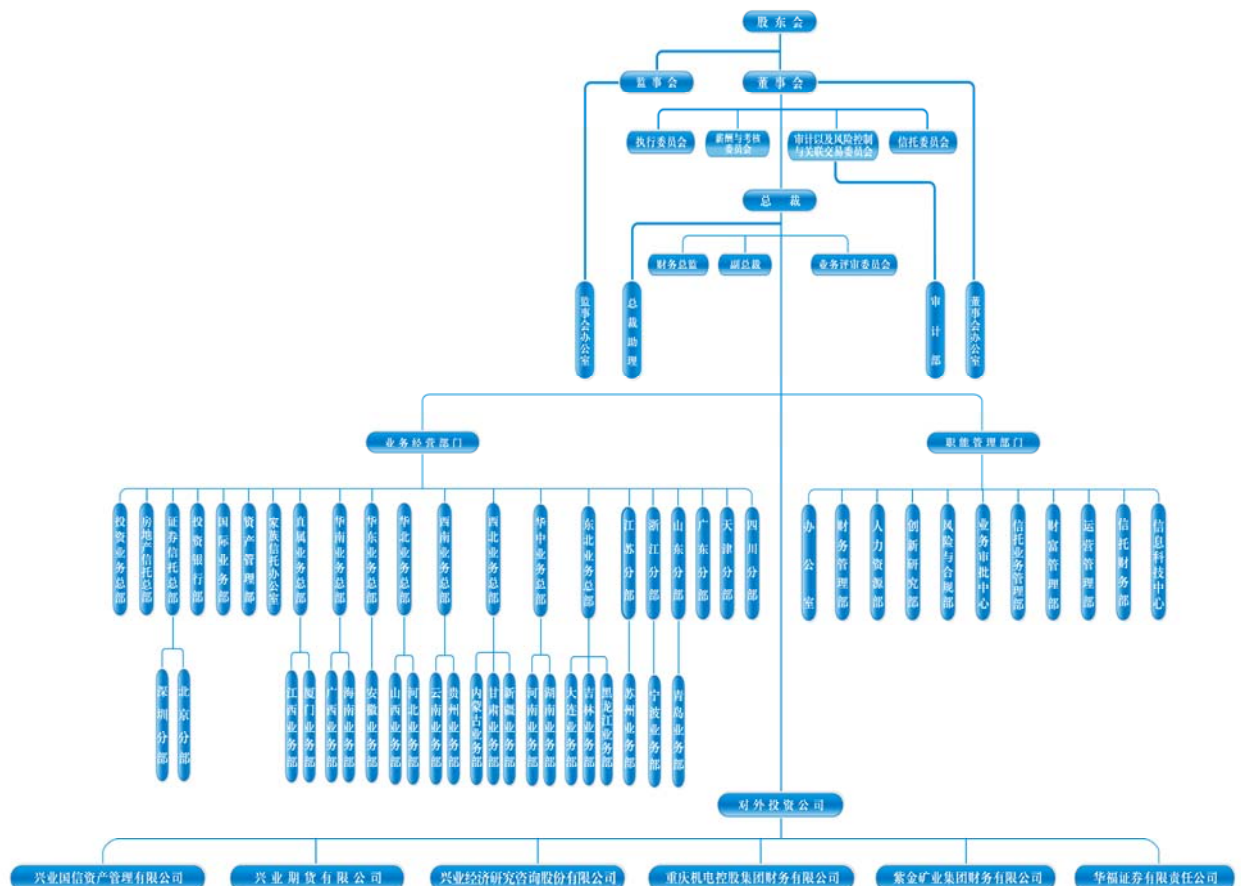 股东会
监事会
董事会
执行委员会
薪酬与考核
委员会
审计以及风险控制
与关联交易委员会
信托委员会
总裁
财务总监
副总裁
业务评审委员会
监事会办公室
总裁助理
审计部
董事会办公室
业务经营部门
职能管理部门
投资业务总部
房地产信托总部
证券信托总部
投资银行部
国际业务部
资产管理部
家族信托办公室
直属业务总部
华南业务总部
华东业务总部
华北业务总部
西南业务总部
西北业务总部
华中业务总部
东北业务总部
江苏分部
浙江分部
山东分部
广东分部
天津分部
四川分部
办公室
财务管理部
人力资源部
创新研究部
风险与合规部
业务审批中心
信托业务管理部
财富管理部
运营管理部
信托财务部
信息科技中心
深圳分部
北京分部
江西业务部
厦门业务部
广西业务部
海南业务部
安徽业务部
山西业务部
河北业务部
云南业务部
贵州业务部
内蒙古业务部
甘肃业务部
新疆业务部
河南业务部
湖南业务部
大连业务部
吉林业务部
黑龙江业务部
苏州业务部
宁波业务部
青岛业务部
对外投资公司
兴业国信资产管理有限公司
兴业期货有限公司
兴业经济研究咨询股份有限公司
重庆机电控股集团财务有限公司
紫金矿业集团财务有限公司
华福证券有限责任公司